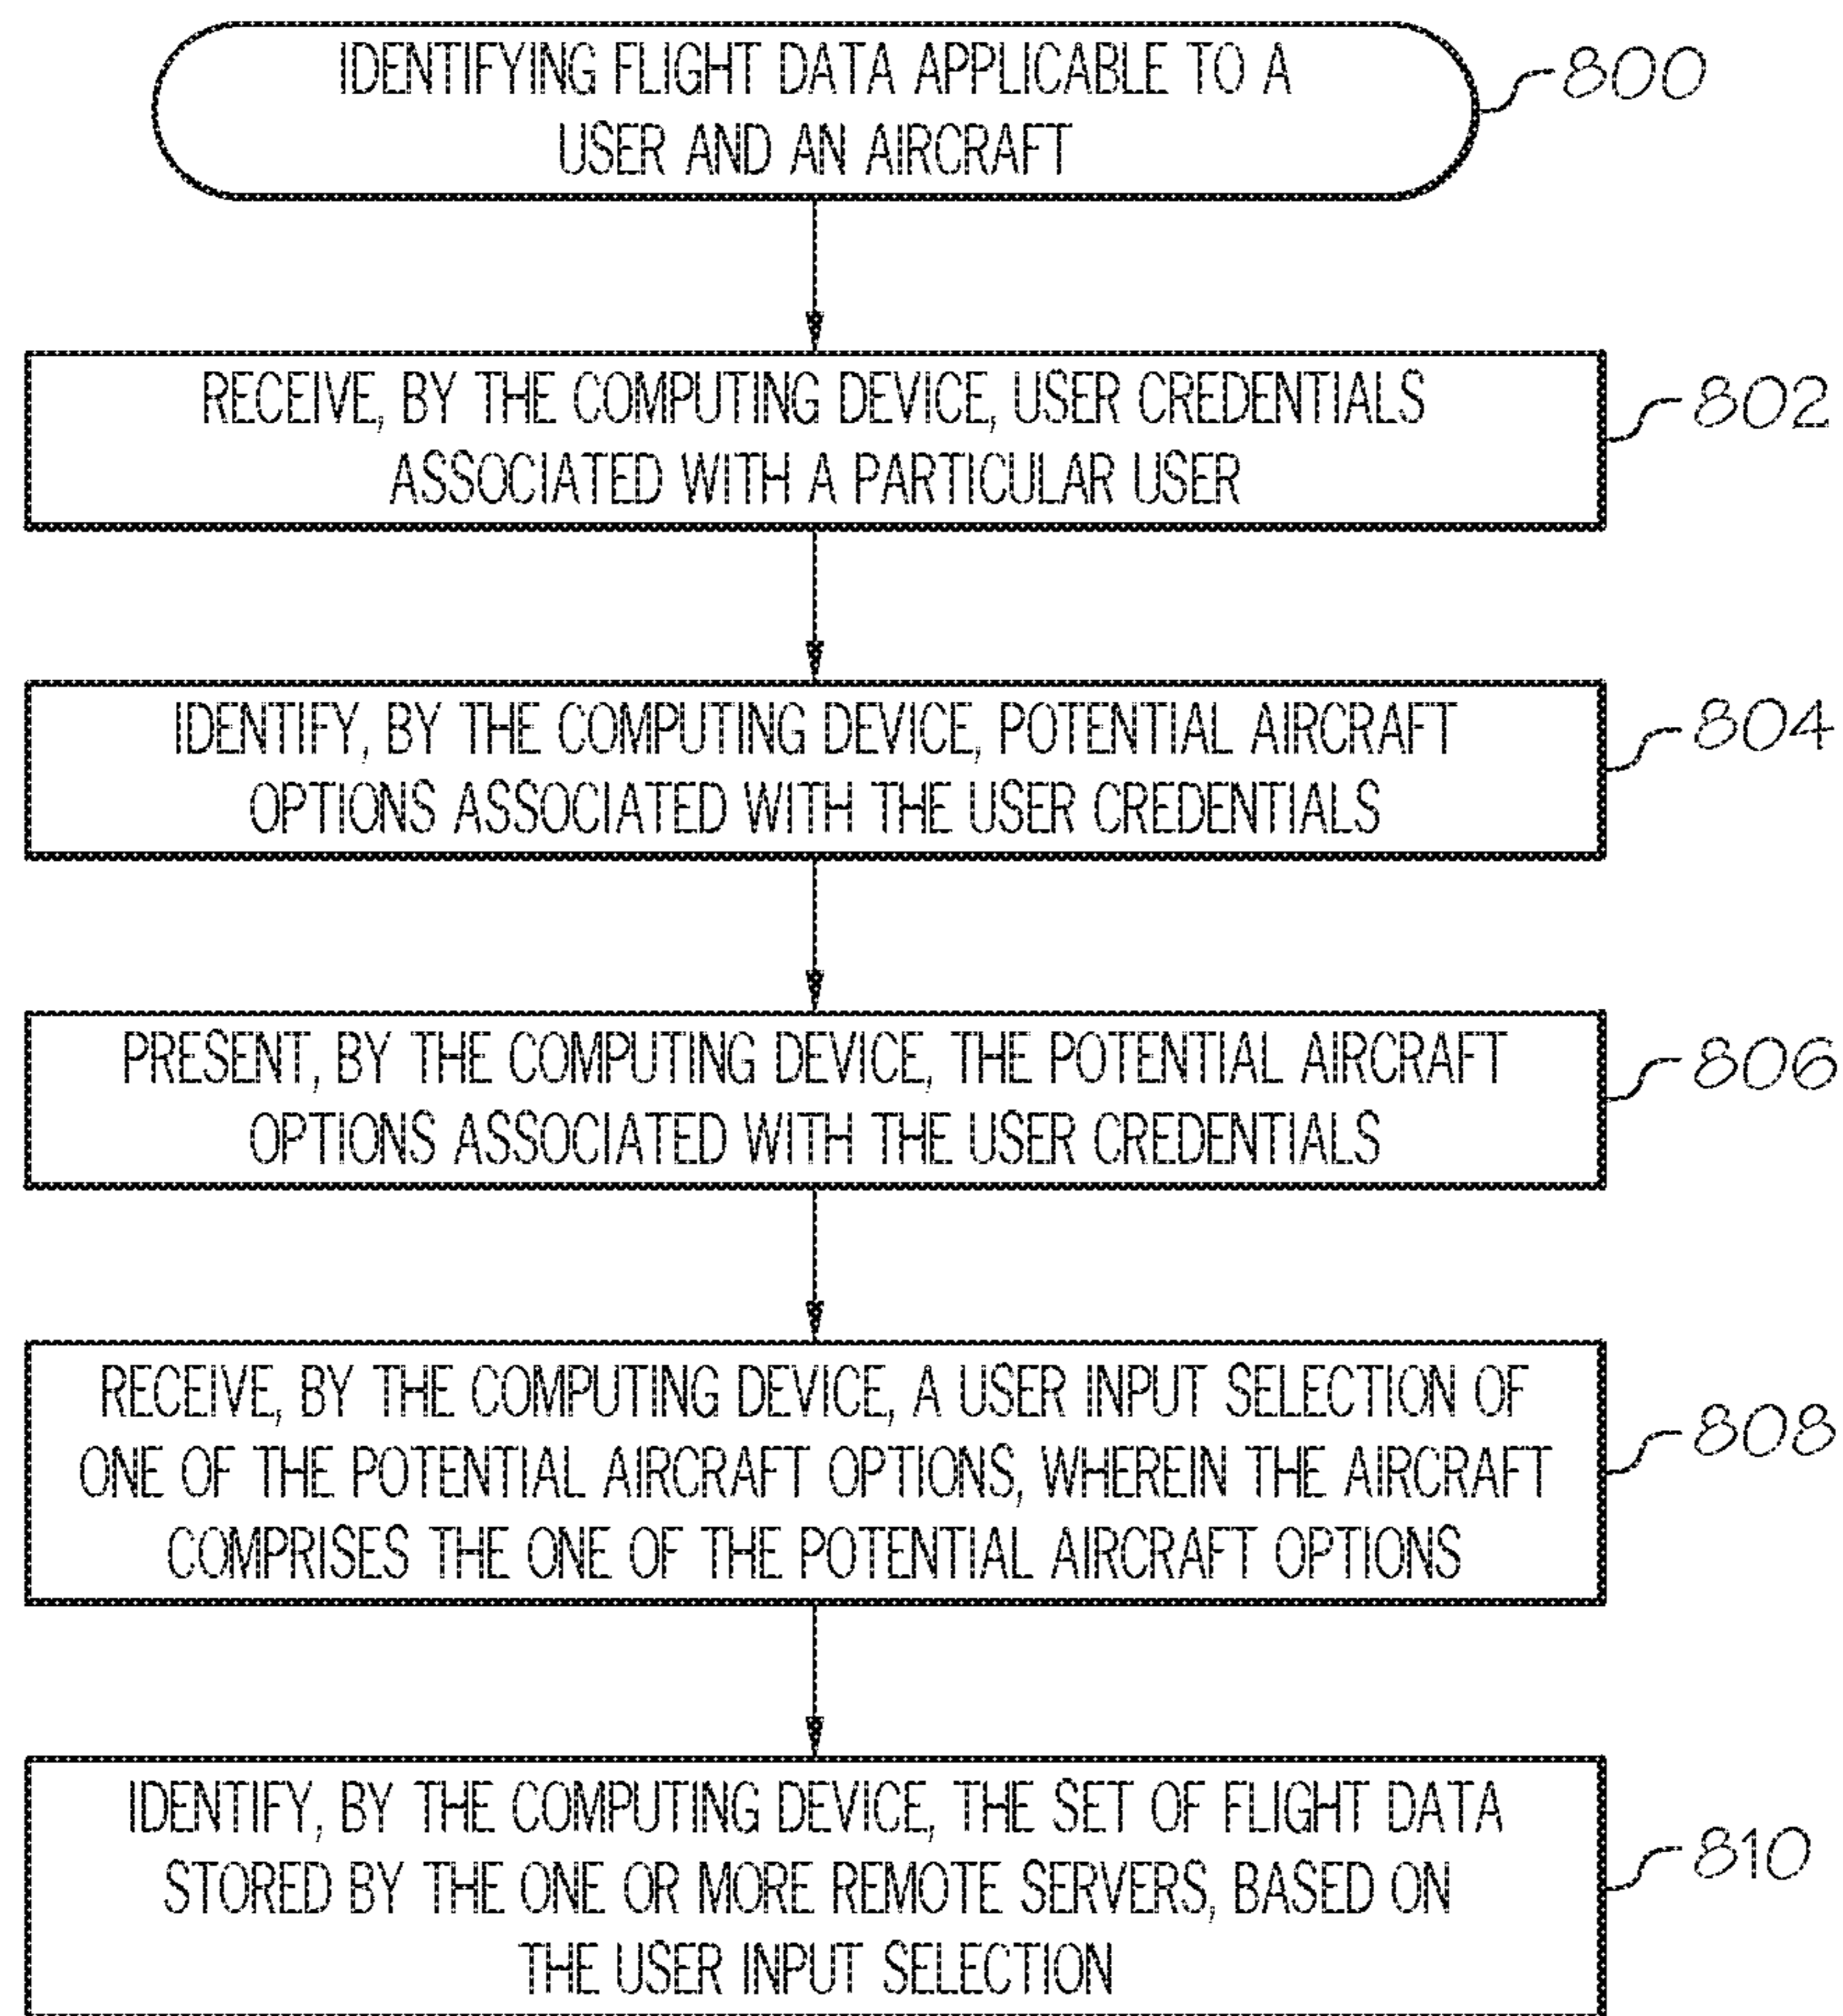 IDENTIFYING FLIGHT DATA APPLICABLE TO A
USER AND AN AIRCRAFT
800
RECEIVE, BY THE COMPUTING DEVICE, USER CREDENTIALS
ASSOCIATED WITH A PARTICULAR USER
802
IDENTIFY, BY THE COMPUTING DEVICE, POTENTIAL AIRCRAFT
OPTIONS ASSOCIATED WITH THE USER CREDENTIALS
804
PRESENT, BY THE COMPUTING DEVICE, THE POTENTIAL AIRCRAFT
OPTIONS ASSOCIATED WITH THE USER CREDENTIALS
806
RECEIVE, BY THE COMPUTING DEVICE, A USER INPUT SELECTION OF
ONE OF THE POTENTIAL AIRCRAFT OPTIONS, WHEREIN THE AIRCRAFT
COMPRISES THE ONE OF THE POTENTIAL AIRCRAFT OPTIONS
808
IDENTIFY, BY THE COMPUTING DEVICE, THE SET OF FLIGHT DATA
STORED BY THE ONE OR MORE REMOTE SERVERS, BASED ON
THE USER INPUT SELECTION
810